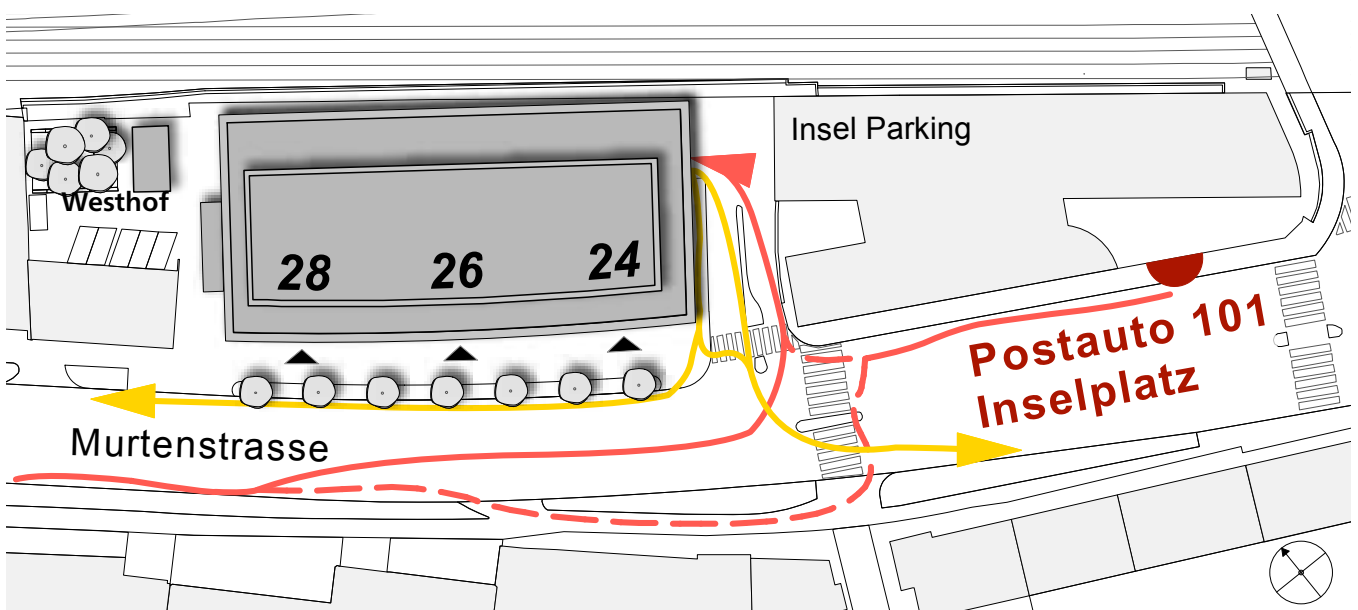 Insel Parking
Westhof
28
26
24
Postauto 101
Inselplatz
Murtenstrasse